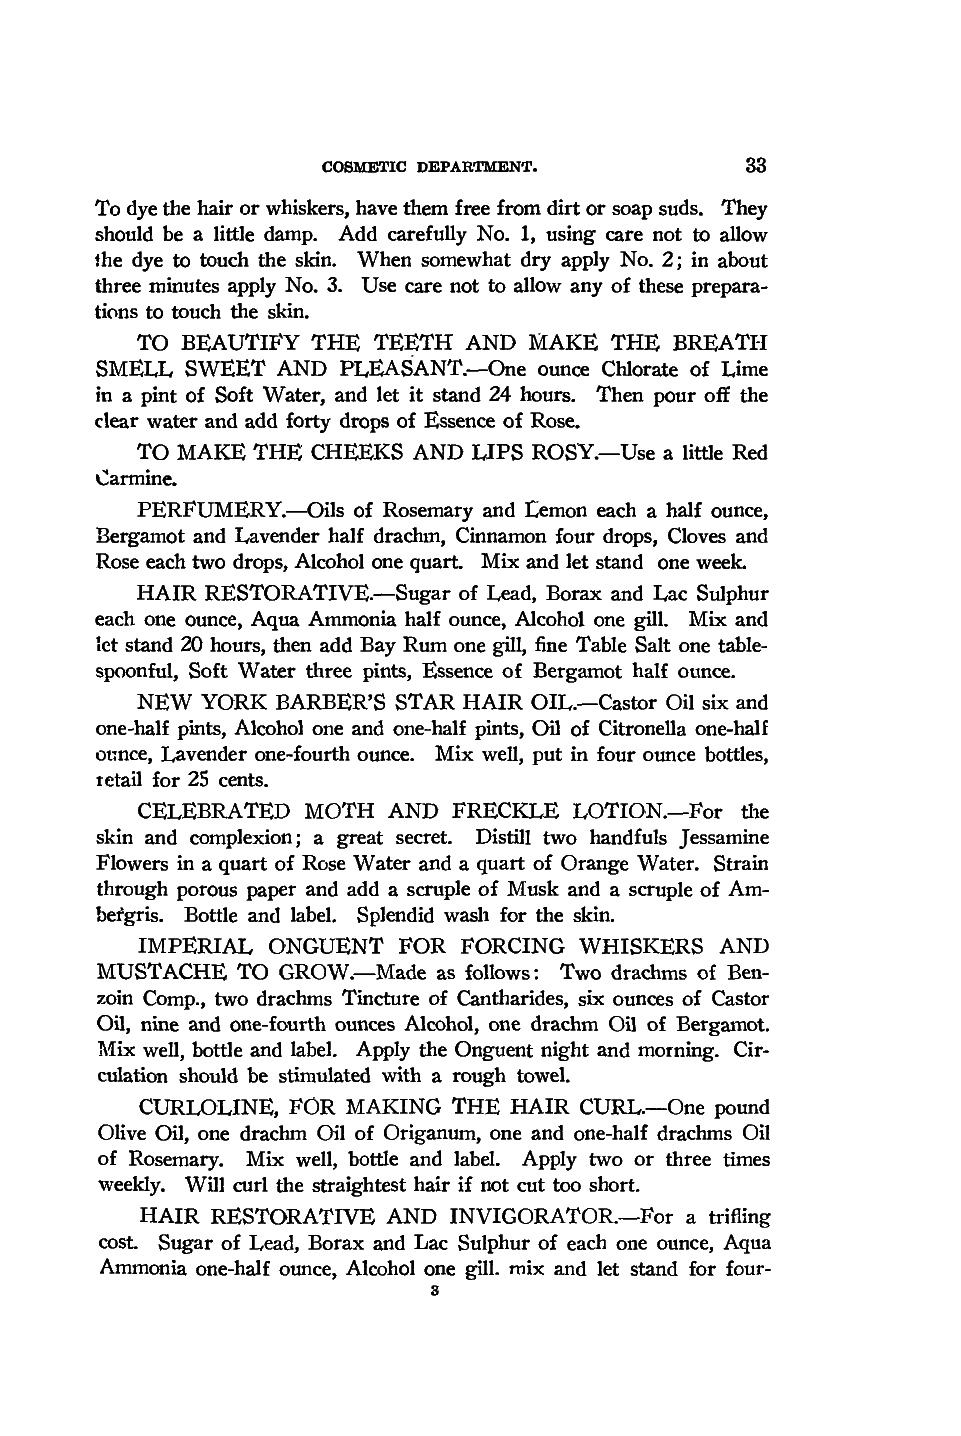 COSMETIC DEPARTMENT. 33
To dye the hair or whiskers, have them free from dirt or soap suds. They
should be a little damp. Add carefully No. 1, using care not to allow
the dye to touch the skin. When somewhat dry apply No. 2; in about
three minutes apply No. 3. Use care not to allow any of these prepara-
tions to touch the skin.
TO BEAUTIFY THE TEETH AND MAKE THE BREATH
SMELL SWEET AND PLEASANT.—One ounce Chlorate of Lime
in a pint of Soft Water, and let it stand 24 hours. Then pour off the
clear water and add forty drops of Essence of Rose.
TO MAKE THE CHEEKS AND LIPS ROSY.—Use a little Red
Carmine.
PERFUMERY.—Oils of Rosemary and Lemon each a half ounce,
Bergamot and Lavender half drachm, Cinnamon four drops, Cloves and
Rose each two drops, Alcohol one quart. Mix and let stand one week.
HAIR RESTORATIVE.—Sugar of Lead, Borax and Lac Sulphur
each one ounce, Aqua Ammonia half ounce, Alcohol one gill. Mix and
let stand 20 hours, then add Bay Rum one gill, fine Table Salt one table-
spoonful, Soft Water three pints, Essence of Bergamot half ounce.
NEW YORK BARBER'S STAR HAIR OIL.—Castor Oil six and
one-half pints, Alcohol one and one-half pints, Oil of Citronella one-half
ounce, Lavender one-fourth ounce. Mix well, put in four ounce bottles,
retail for 25 cents.
CELEBRATED MOTH AND FRECKLE LOTION.—For the
skin and complexion; a great secret. Distill two handfuls Jessamine
Flowers in a quart of Rose Water and a quart of Orange Water. Strain
through porous paper and add a scruple of Musk and a scruple of Am-
bergris. Bottle and label. Splendid wash for the skin.
IMPERIAL ONGUENT FOR FORCING WHISKERS AND
MUSTACHE TO GROW.—Made as follows: Two drachms of Ben-
zoin Comp., two drachms Tincture of Cantharides, six ounces of Castor
Oil, nine and one-fourth ounces Alcohol, one drachm Oil of Bergamot.
Mix well, bottle and label. Apply the Onguent night and morning. Cir-
culation should be stimulated with a rough towel.
CURLOLINE, FOR MAKING THE HAIR CURL.—One pound
Olive Oil, one drachm Oil of Origanum, one and one-half drachms Oil
of Rosemary. Mix well, bottle and label. Apply two or three times
weekly. Will curl the straightest hair if not cut too short.
HAIR RESTORATIVE AND INVIGORATOR.—For a trifling
cost. Sugar of Lead, Borax and Lac Sulphur of each one ounce, Aqua
Ammonia one-half ounce, Alcohol one gill. mix and let stand for four-
3